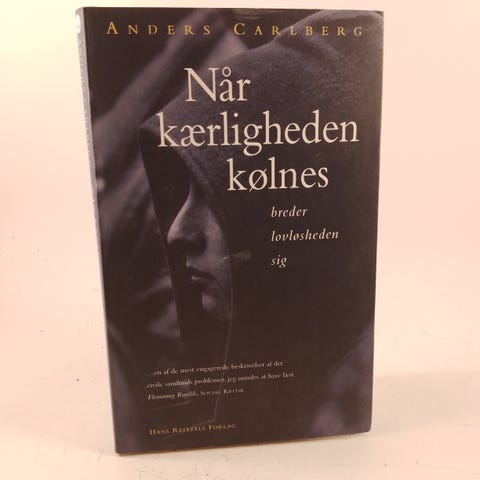 ANDERS CARLBERG
Når
kærligheden
kølnes
breder
lovløsheden
sig
...en af de mest engagerede beskrivelser af det
civile samfunds problemer, jeg mindes at have læst.
Flemming Røgilds, SOCIAL KRITIK
HANS REITZELS FORLAG